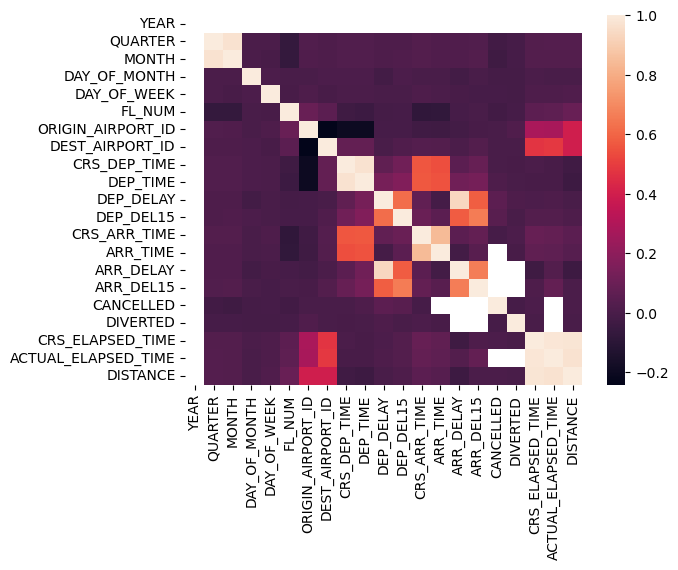 YEAR
QUARTER
MONTH
DAY_OF_MONTH
DAY_OF_WEEK
FL_NUM
ORIGIN_AIRPORT_ID
DEST_AIRPORT_ID
CRS_DEP_TIME
DEP_TIME
DEP_DELAY
DEP_DEL15
CRS_ARR_TIME
ARR_TIME
ARR_DELAY
ARR_DEL15
CANCELLED
DIVERTED
CRS_ELAPSED_TIME
ACTUAL_ELAPSED_TIME
DISTANCE
YEAR
QUARTER
MONTH
DAY_OF_MONTH
DAY_OF_WEEK
FL_NUM
ORIGIN_AIRPORT_ID
DEST_AIRPORT_ID
CRS_DEP_TIME
DEP_TIME
DEP_DELAY
DEP_DEL15
CRS_ARR_TIME
ARR_TIME
ARR_DELAY
ARR_DEL15
CANCELLED
DIVERTED
CRS_ELAPSED_TIME
ACTUAL_ELAPSED_TIME
DISTANCE
1.0
0.8
0.6
0.4
0.2
0.0
−0.2